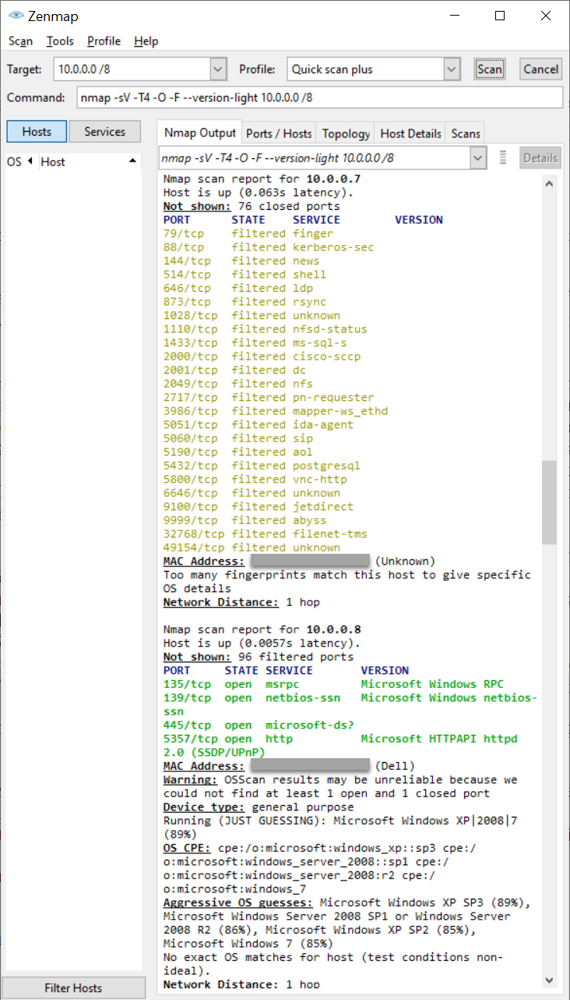 Zenmap
Scan Tools Profile Help
Target: 10.0.0.0 /8 Profile: Quick scan plus Scan Cancel
Command: nmap -sV -T4 -O -F --version-light 10.0.0.0 /8
Hosts Services
Nmap Output Ports / Hosts Topology Host Details Scans
OS Host
nmap -sV -T4 -O -F --version-light 10.0.0.0 /8 Details
Nmap scan report for 10.0.0.7
Host is up (0.063s latency).
Not shown: 76 closed ports
PORT STATE SERVICE VERSION
79/tcp filtered finger
88/tcp filtered kerberos-sec
144/tcp filtered news
514/tcp filtered shell
646/tcp filtered ldp
873/tcp filtered rsync
1028/tcp filtered unknown
1110/tcp filtered nfsd-status
1433/tcp filtered ms-sql-s
2000/tcp filtered cisco-sccp
2001/tcp filtered dc
2049/tcp filtered nfs
2717/tcp filtered pn-requester
3986/tcp filtered mapper-ws_ethd
5051/tcp filtered ida-agent
5060/tcp filtered sip
5190/tcp filtered aol
5432/tcp filtered postgresql
5800/tcp filtered vnc-http
6646/tcp filtered unknown
9100/tcp filtered jetdirect
9999/tcp filtered abyss
32768/tcp filtered filenet-tms
49154/tcp filtered unknown
MAC Address: (Unknown)
Too many fingerprints match this host to give specific
OS details
Network Distance: 1 hop
Nmap scan report for 10.0.0.8
Host is up (0.0057s latency).
Not shown: 96 filtered ports
PORT STATE SERVICE VERSION
135/tcp open msrpc Microsoft Windows RPC
139/tcp open netbios-ssn Microsoft Windows netbios-
ssn
445/tcp open microsoft-ds?
5357/tcp open http Microsoft HTTPAPI httpd
2.0 (SSDP/UPnP)
MAC Address: (Dell)
Warning: OSScan results may be unreliable because we
could not find at least 1 open and 1 closed port
Device type: general purpose
Running (JUST GUESSING): Microsoft Windows XP|2008|7
(89%)
OS CPE: cpe:/o:microsoft:windows_xp::sp3 cpe:/
o:microsoft:windows_server_2008::sp1 cpe:/
o:microsoft:windows_server_2008:r2 cpe:/
o:microsoft:windows_7
Aggressive OS guesses: Microsoft Windows XP SP3 (89%),
Microsoft Windows Server 2008 SP1 or Windows Server
2008 R2 (86%), Microsoft Windows XP SP2 (85%),
Microsoft Windows 7 (85%)
No exact OS matches for host (test conditions non-
ideal).
Network Distance: 1 hop
Filter Hosts